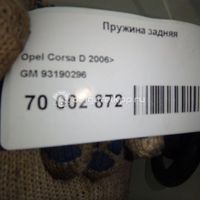 Пружина задняя
Opel Corsa D 2006>
GM 93190296
70 002 872